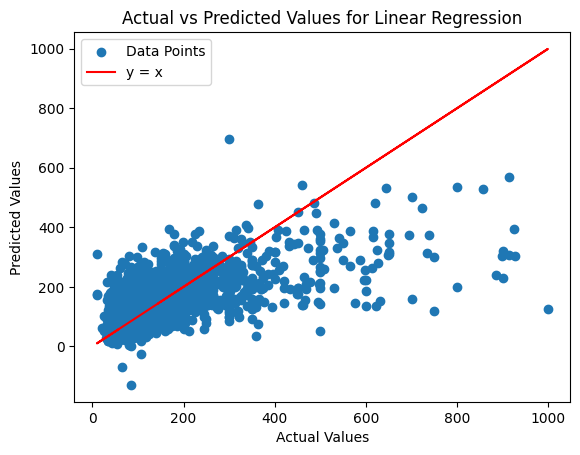 Actual vs Predicted Values for Linear Regression
Data Points
y = x
1000
800
600
400
200
0
Predicted Values
0 200 400 600 800 1000
Actual Values